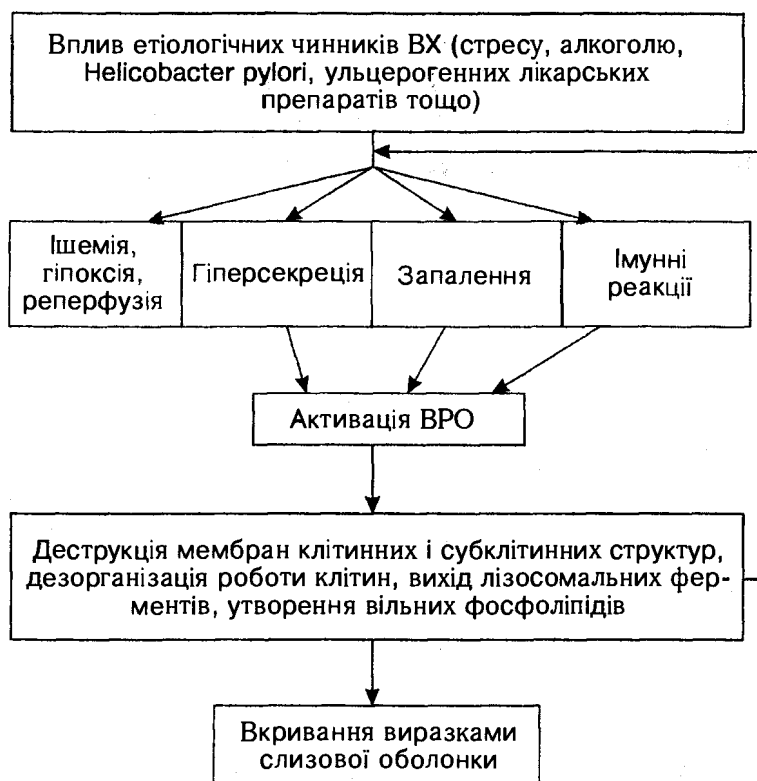 Вплив етіологічних чинників ВХ (стресу, алкоголю,
Helicobacter pylori, ульцерогенних лікарських
препаратів тощо)
Ішемія,
гіпоксія,
реперфузія
Гіперсекреція
Запалення
Імунні
реакції
Активація ВРО
Деструкція мембран клітинних і субклітинних структур,
дезорганізація роботи клітин, вихід лізосомальних фер-
ментів, утворення вільних фосфоліпідів
Вкривання виразками
слизової оболонки